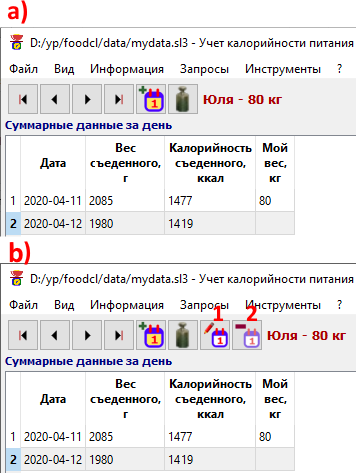 a)
D:/yp/foodcl/data/mydata.sl3 - Учет калорийности питания
Файл Вид Информация Запросы Инструменты ?
1 Юля - 80 кг
Суммарные данные за день
Дата Вес съеденного, г Калорийность съеденного, ккал Мой вес, кг
1 2020-04-11 2085 1477 80
2 2020-04-12 1980 1419
b)
D:/yp/foodcl/data/mydata.sl3 - Учет калорийности питания
Файл Вид Информация Запросы Инструменты ?
1 2
1 1 1 Юля - 80 кг
Суммарные данные за день
Дата Вес съеденного, г Калорийность съеденного, ккал Мой вес, кг
1 2020-04-11 2085 1477 80
2 2020-04-12 1980 1419